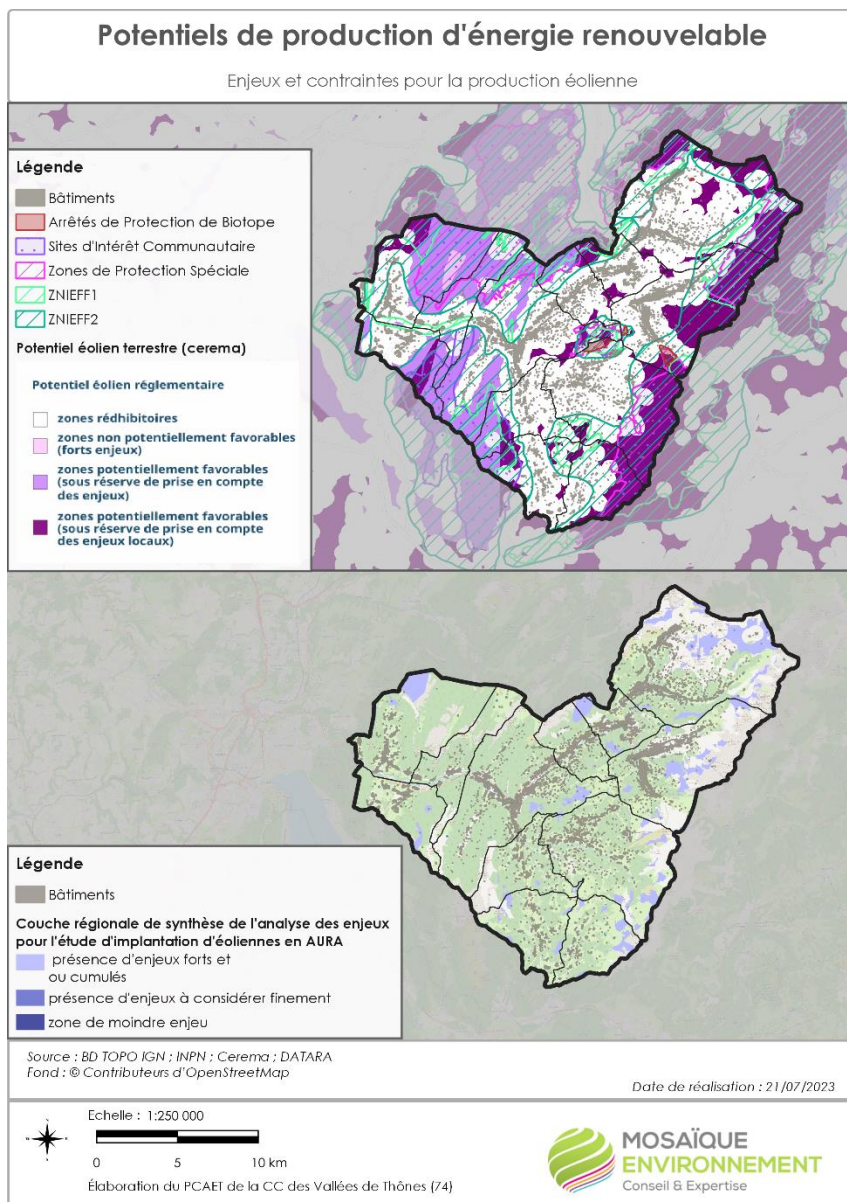 Potentiels de production d'énergie renouvelable
Enjeux et contraintes pour la production éolienne
Légende
Bâtiments
Arrêtés de Protection de Biotope
Sites d'Intérêt Communautaire
Zones de Protection Spéciale
ZNIEFF1
ZNIEFF2
Potentiel éolien terrestre (cerema)
Potentiel éolien réglementaire
zones rédhibitoires
zones non potentiellement favorables
(forts enjeux)
zones potentiellement favorables
(sous réserve de prise en compte
des enjeux)
zones potentiellement favorables
(sous réserve de prise en compte
des enjeux locaux)
Légende
Bâtiments
Couche régionale de synthèse de l'analyse des enjeux
pour l'étude d'implantation d'éoliennes en AURA
présence d'enjeux forts et
ou cumulés
présence d'enjeux à considérer finement
zone de moindre enjeu
Source : BD TOPO IGN ; INPN ; Cerema ; DATARA
Fond : © Contributeurs d'OpenStreetMap
Date de réalisation : 21/07/2023
Echelle : 1:250 000
0 5 10 km
Élaboration du PCAET de la CC des Vallées de Thônes (74)
MOSAÏQUE
ENVIRONNEMENT
Conseil & Expertise